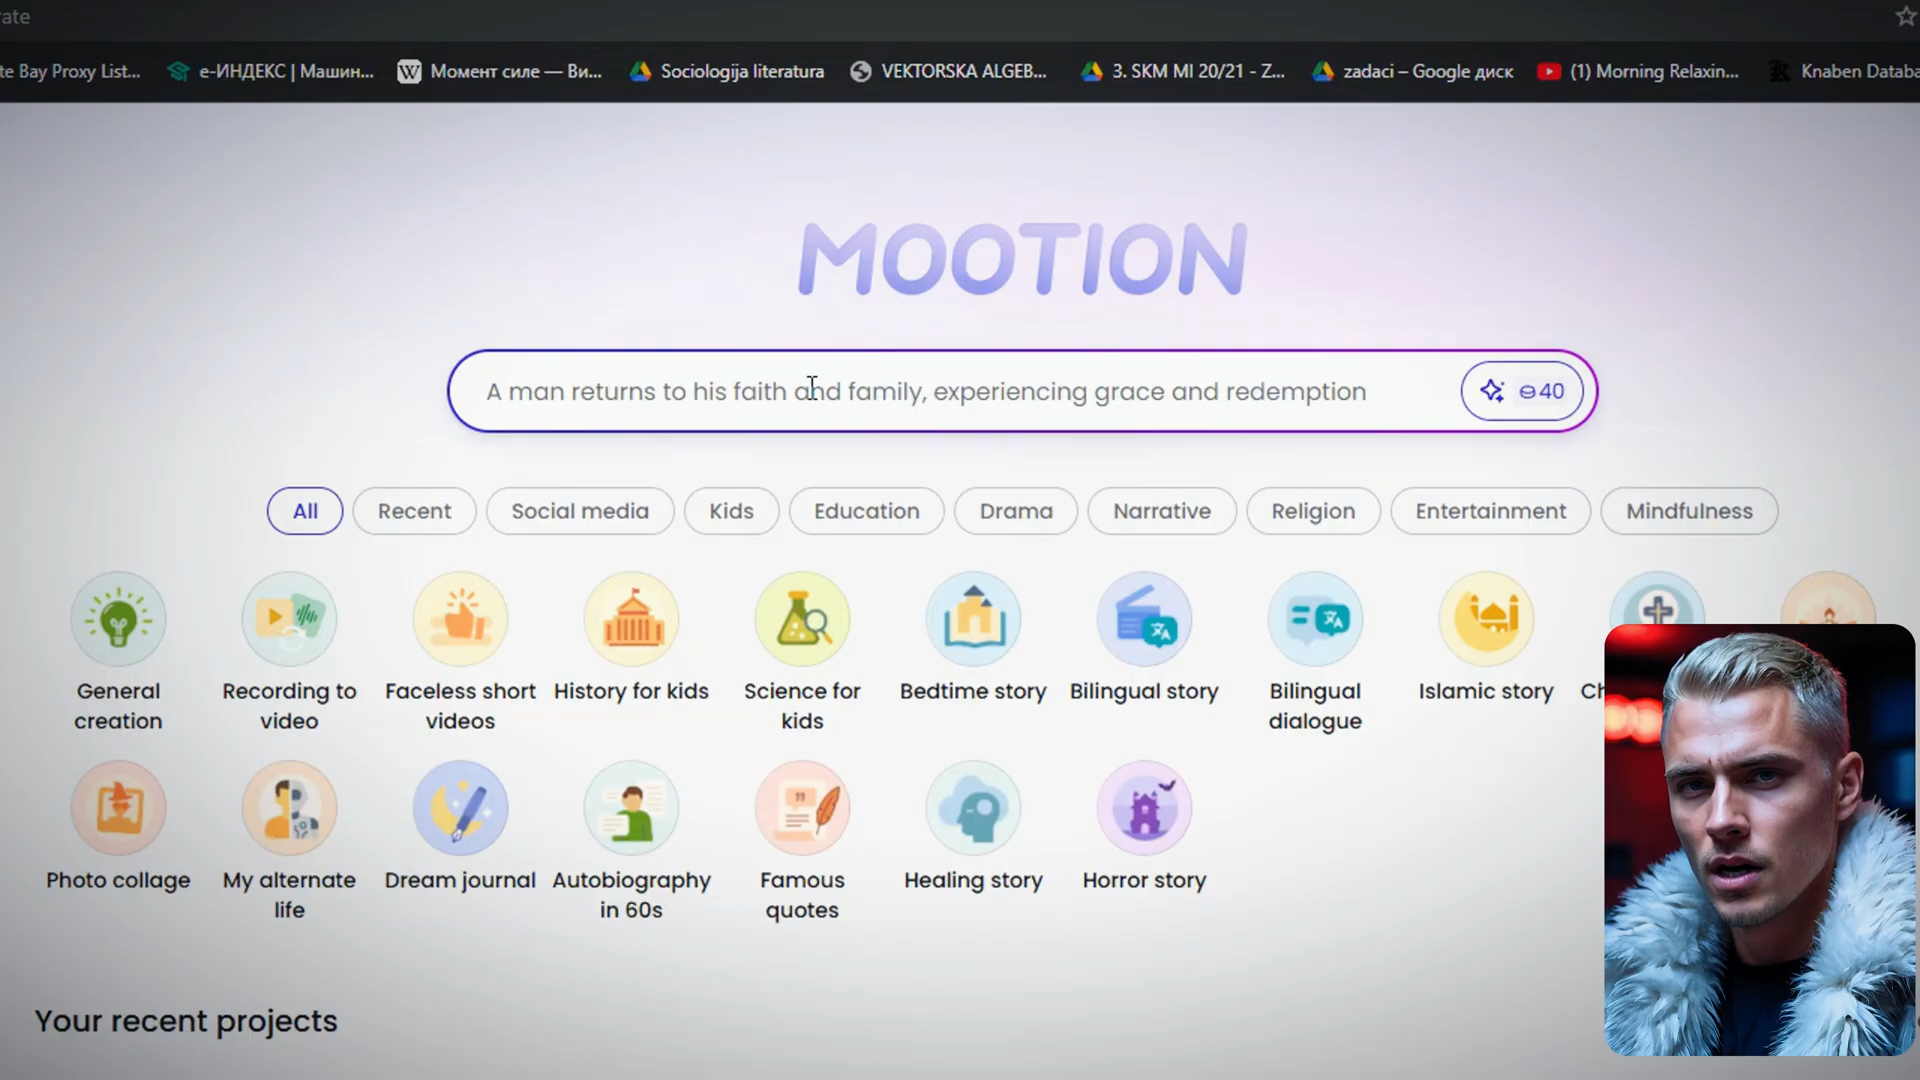 rate
te Bay Proxy List...
е-ИНДЕКС | Машин...
W Момент силе — Ви...
Sociologija literatura
VEKTORSKA ALGEB...
3. SKM MI 20/21 - Z...
zadaci – Google диск
(1) Morning Relaxin...
Knaben Databa
MOOTION
A man returns to his faith and family, experiencing grace and redemption
40
All
Recent
Social media
Kids
Education
Drama
Narrative
Religion
Entertainment
Mindfulness
General
creation
Recording to
video
Faceless short
videos
History for kids
Science for
kids
Bedtime story
Bilingual story
Bilingual
dialogue
Islamic story
Ch
Photo collage
My alternate
life
Dream journal
Autobiography
in 60s
Famous
quotes
Healing story
Horror story
Your recent projects